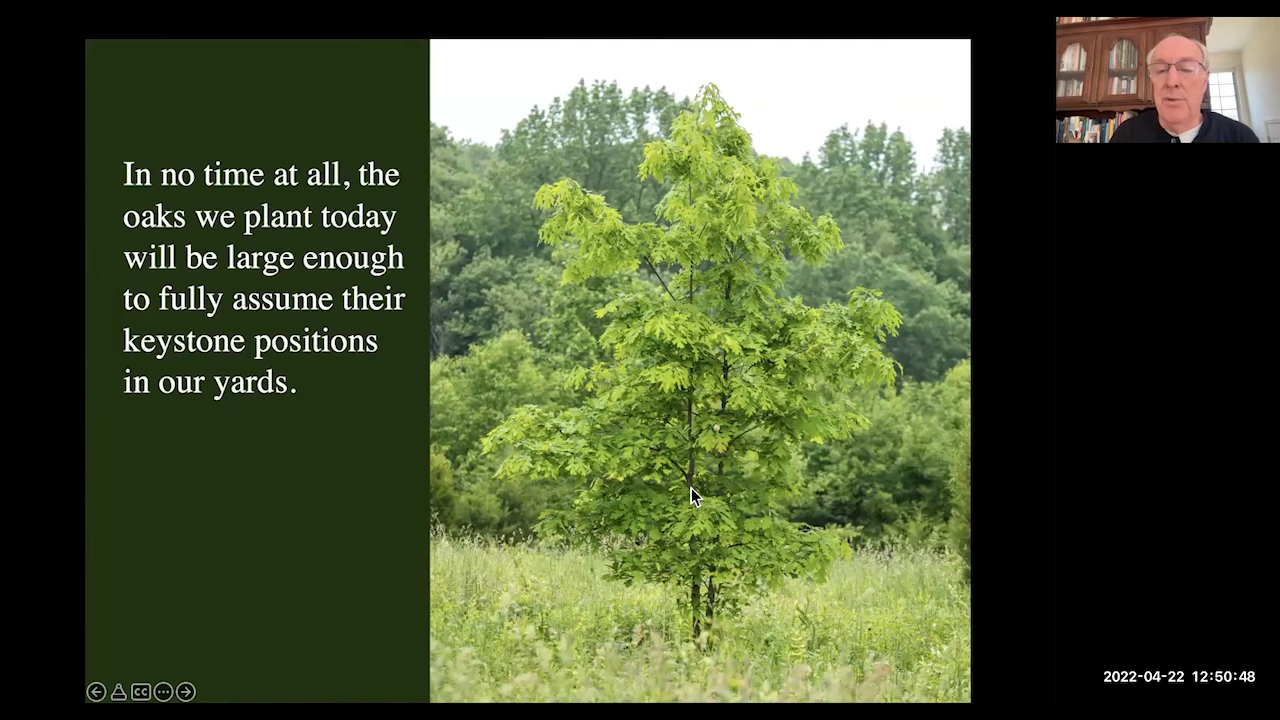 In no time at all, the
oaks we plant today
will be large enough
to fully assume their
keystone positions
in our yards.
CC
2022-04-22 12:50:48